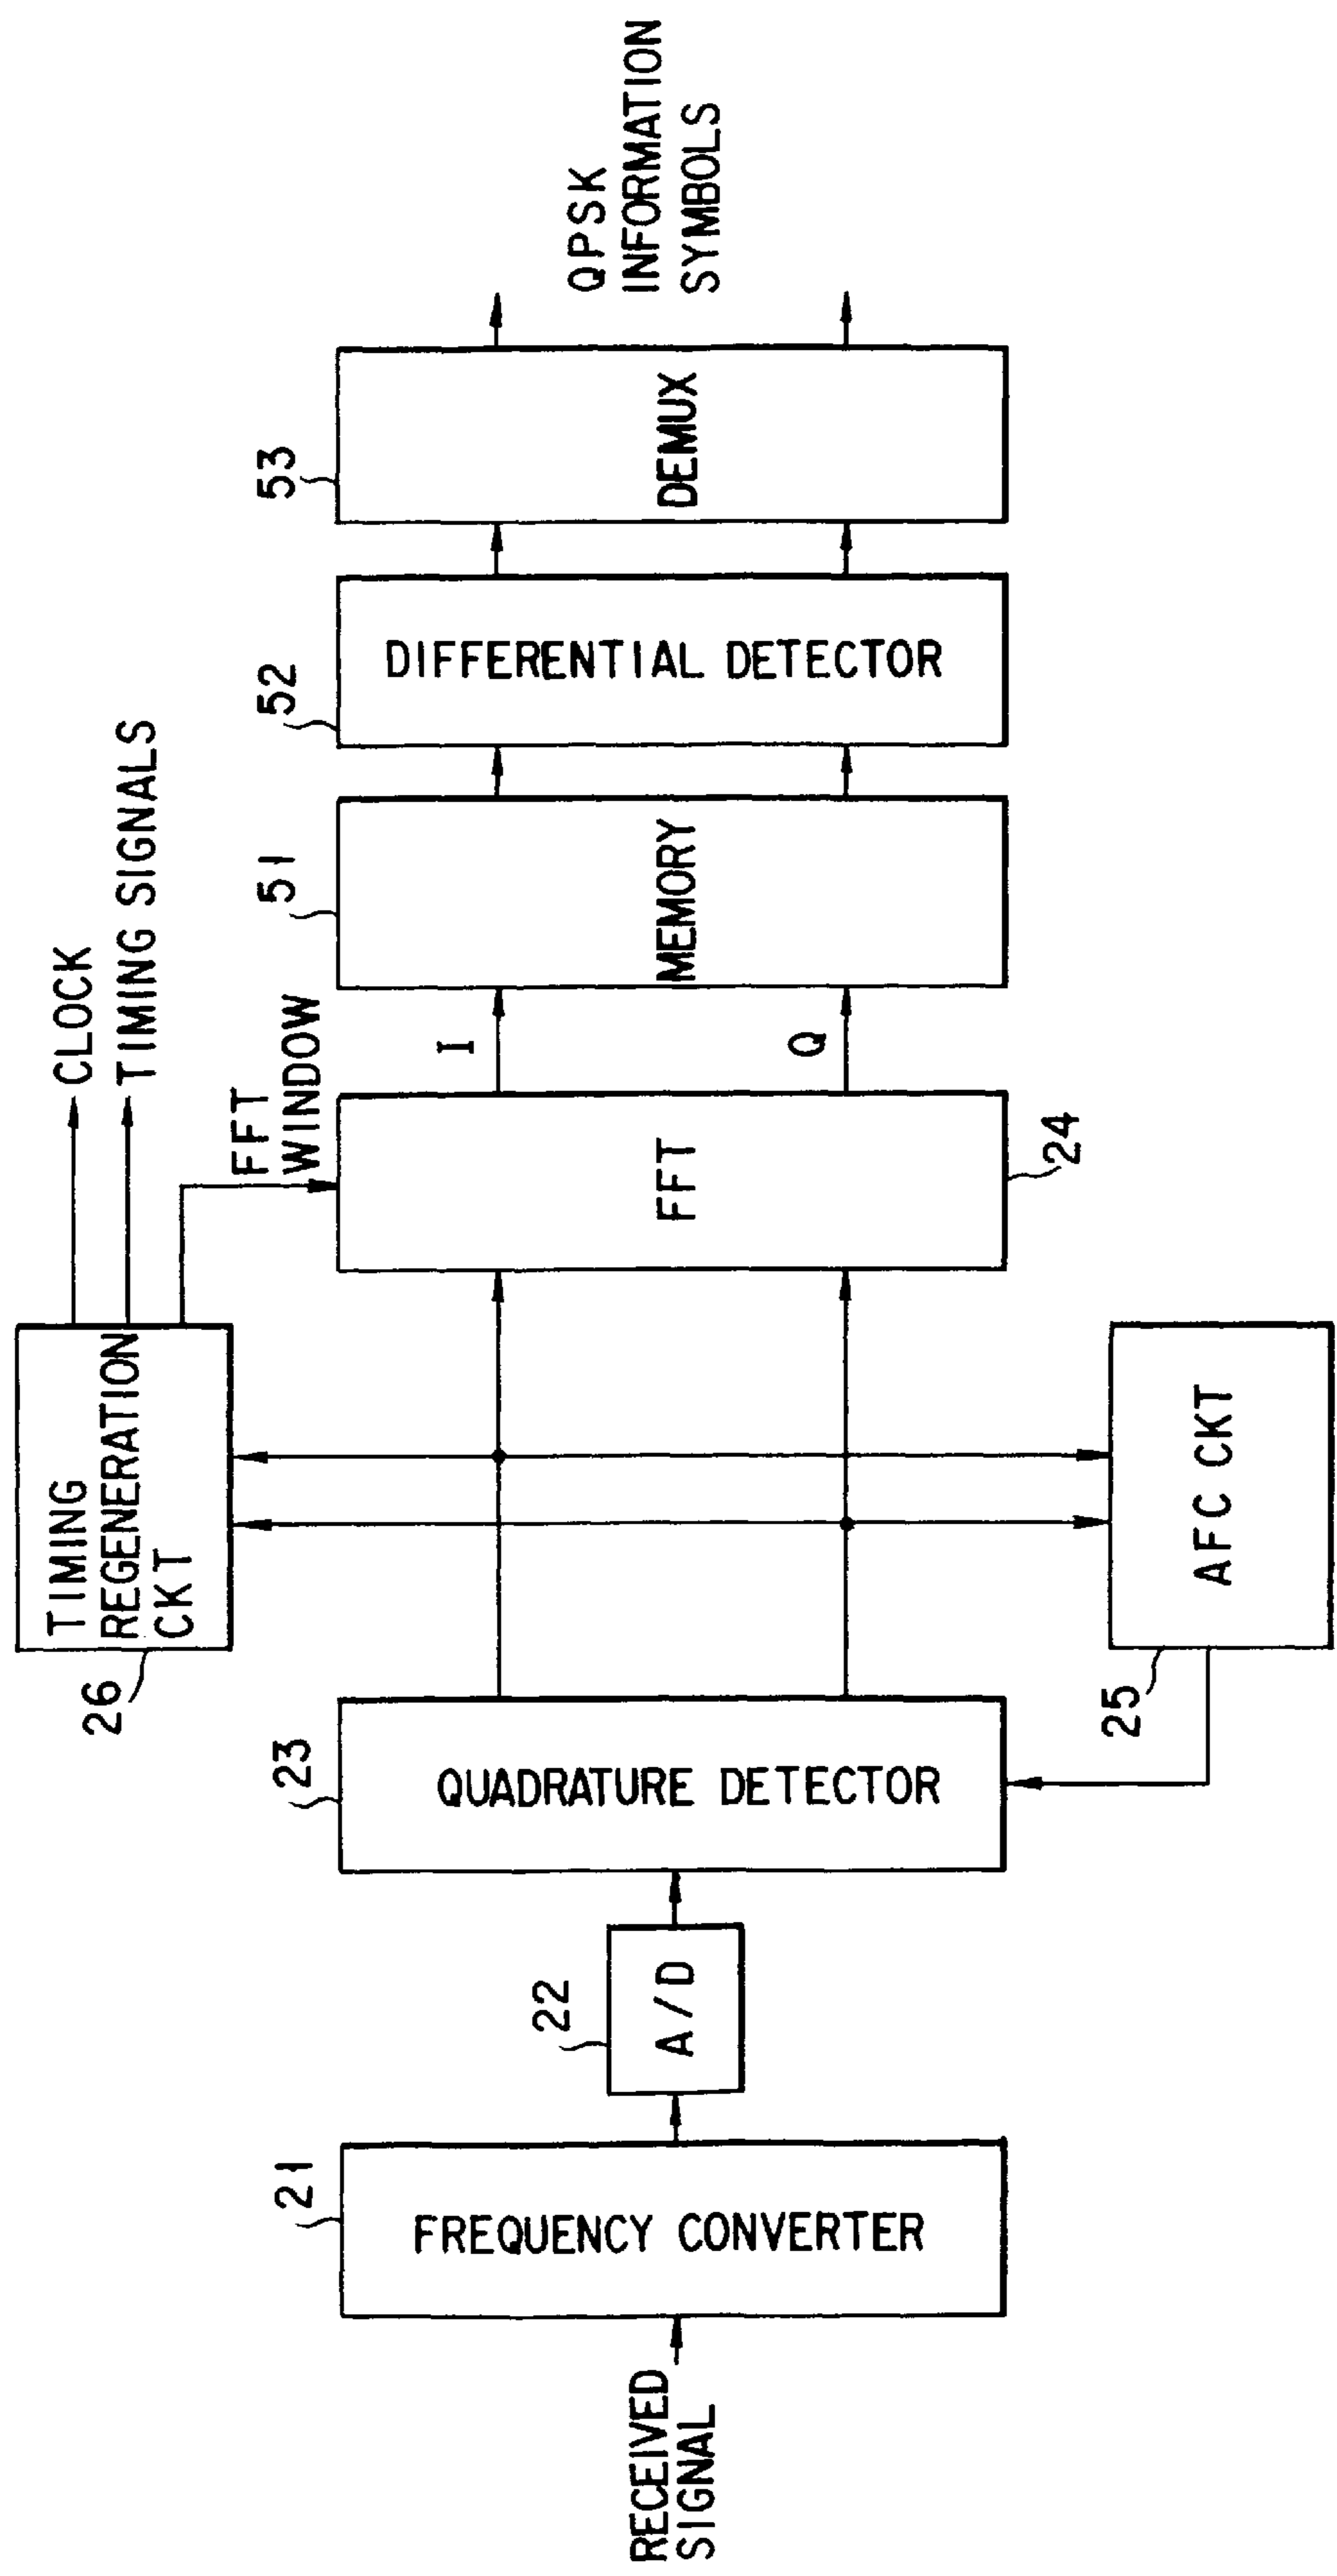 RECEIVED
SIGNAL
21
FREQUENCY CONVERTER
22
A/D
23
QUADRATURE DETECTOR
26
TIMING
REGENERATION
CKT
25
AFC CKT
CLOCK
TIMING SIGNALS
FFT
WINDOW
FFT
24
I
Q
51
MEMORY
52
DIFFERENTIAL DETECTOR
53
DEMUX
QPSK
INFORMATION
SYMBOLS